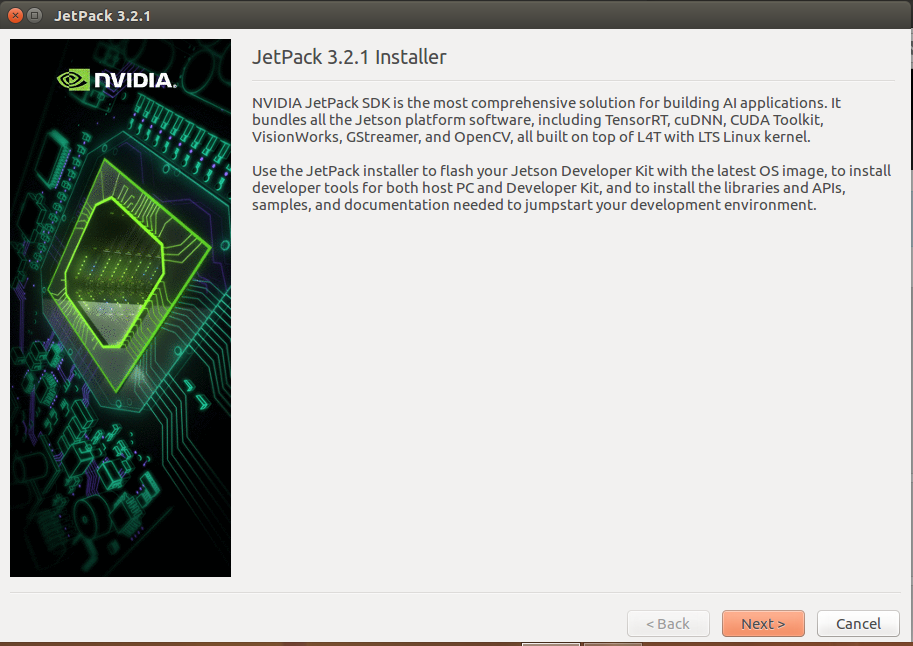 JetPack 3.2.1
NVIDIA.
JetPack 3.2.1 Installer
NVIDIA JetPack SDK is the most comprehensive solution for building AI applications. It
bundles all the Jetson platform software, including TensorRT, cuDNN, CUDA Toolkit,
VisionWorks, GStreamer, and OpenCV, all built on top of L4T with LTS Linux kernel.
Use the JetPack installer to flash your Jetson Developer Kit with the latest OS image, to install
developer tools for both host PC and Developer Kit, and to install the libraries and APIs,
samples, and documentation needed to jumpstart your development environment.
< Back
Next >
Cancel